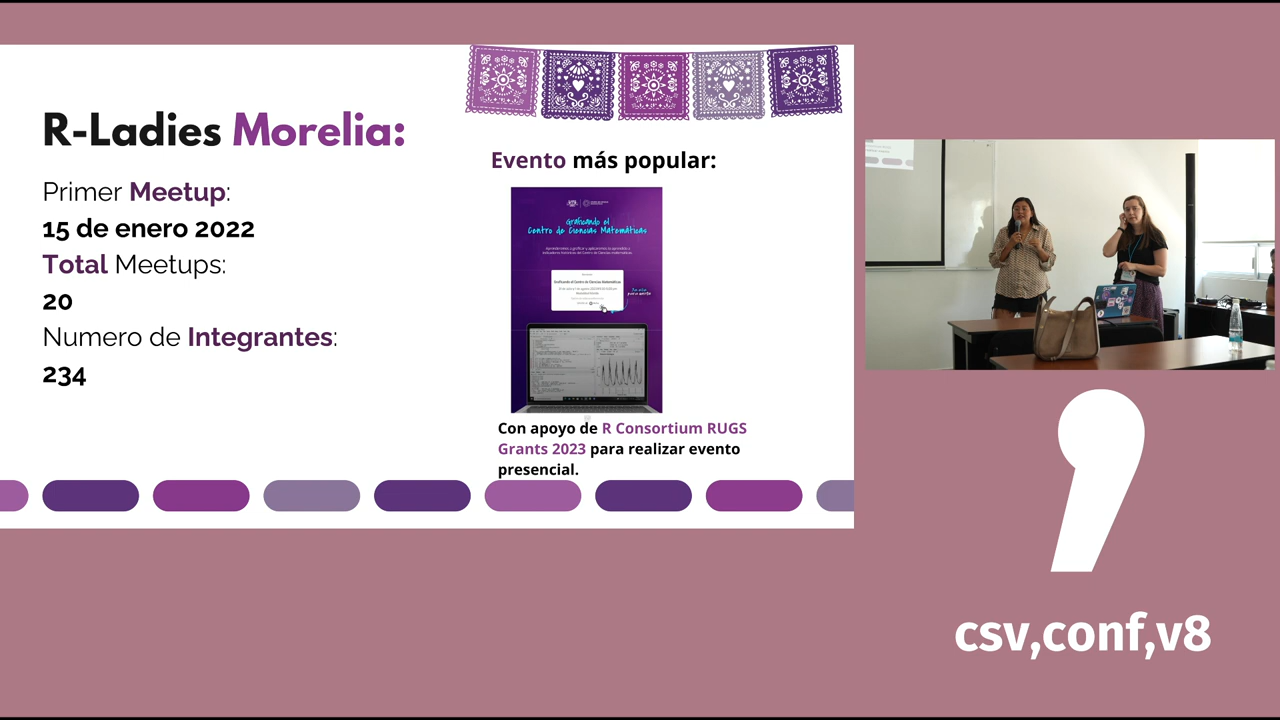 R-Ladies Morelia:
Primer Meetup:
15 de enero 2022
Total Meetups:
20
Numero de Integrantes:
234
Evento más popular:
Graficando el
Centro de Ciencias Matemáticas
Con apoyo de R Consortium RUGS
Grants 2023 para realizar evento
presencial.
csv,conf,v8